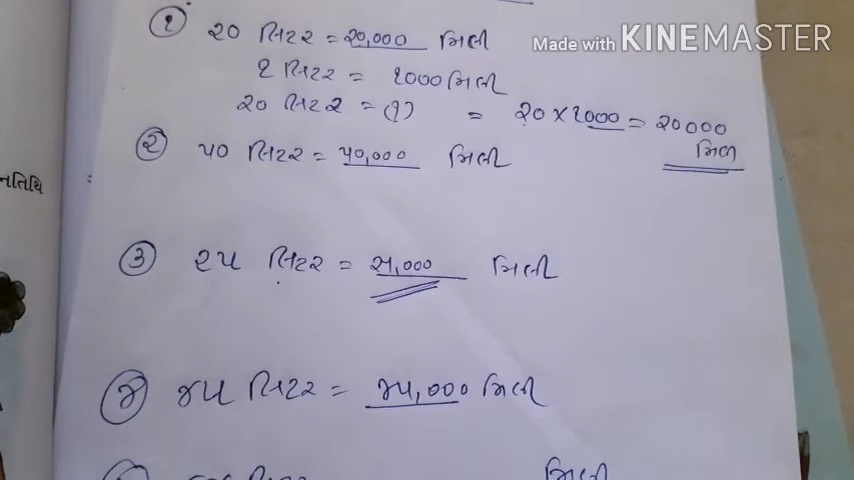 Made with KINEMASTER
૧ ૨૦ લિટર = ૨૦,૦૦૦ મિલી
૧ લિટર = ૧૦૦૦ મિલી
૨૦ લિટર = (?) = ૨૦ × ૧૦૦૦ = ૨૦૦૦૦
મિલી
૨ ૫૦ લિટર = ૫૦,૦૦૦ મિલી
નતિથિ :
૩ ૨૫ લિટર = ૨૫,૦૦૦ મિલી
૪ ૪૫ લિટર = ૪૫,૦૦૦ મિલી
મિલી